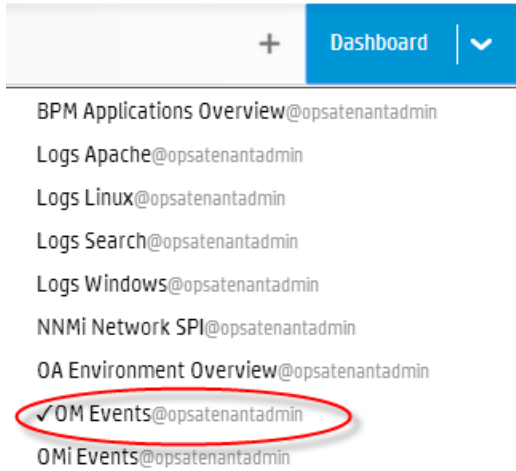 + Dashboard
BPM Applications Overview@opsatenantadmin
Logs Apache@opsatenantadmin
Logs Linux@opsatenantadmin
Logs Search@opsatenantadmin
Logs Windows@opsatenantadmin
NNMi Network SPI@opsatenantadmin
OA Environment Overview@opsatenantadmin
✓OM Events@opsatenantadmin
OMi Events@opsatenantadmin